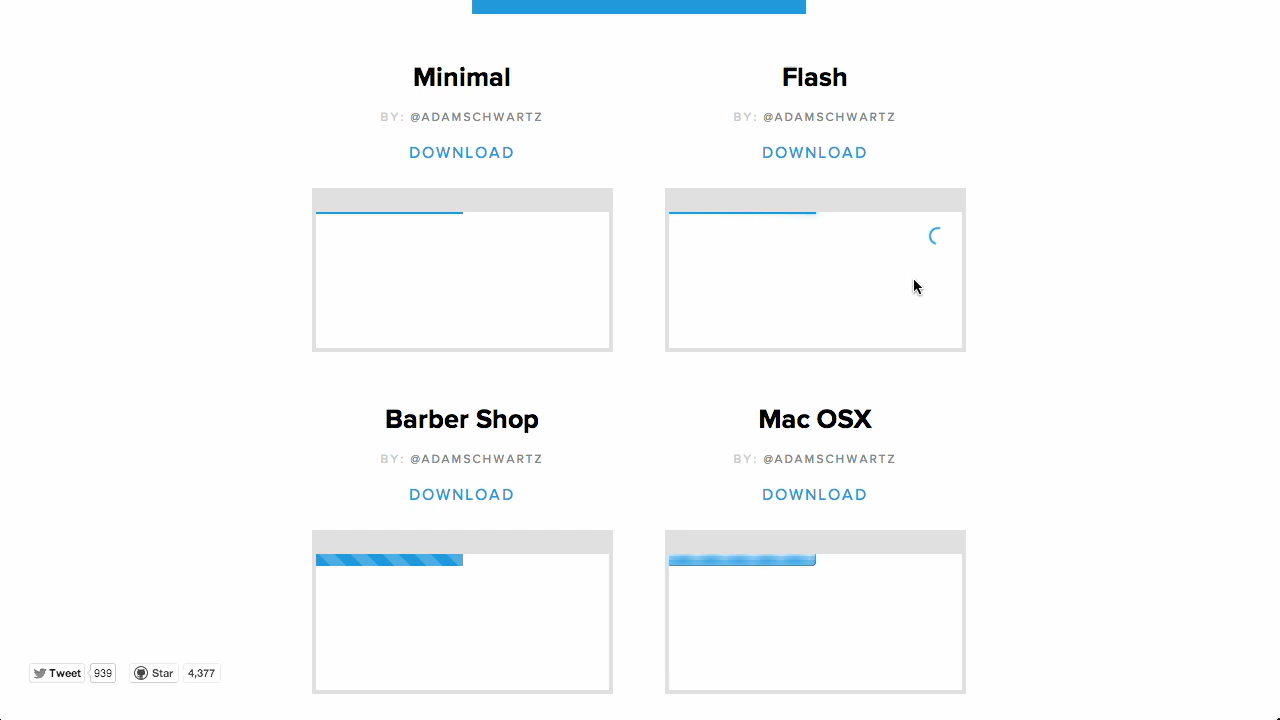 Minimal
BY: @ADAMSCHWARTZ
DOWNLOAD
Flash
BY: @ADAMSCHWARTZ
DOWNLOAD
Barber Shop
BY: @ADAMSCHWARTZ
DOWNLOAD
Mac OSX
BY: @ADAMSCHWARTZ
DOWNLOAD
Tweet 939 Star 4,377